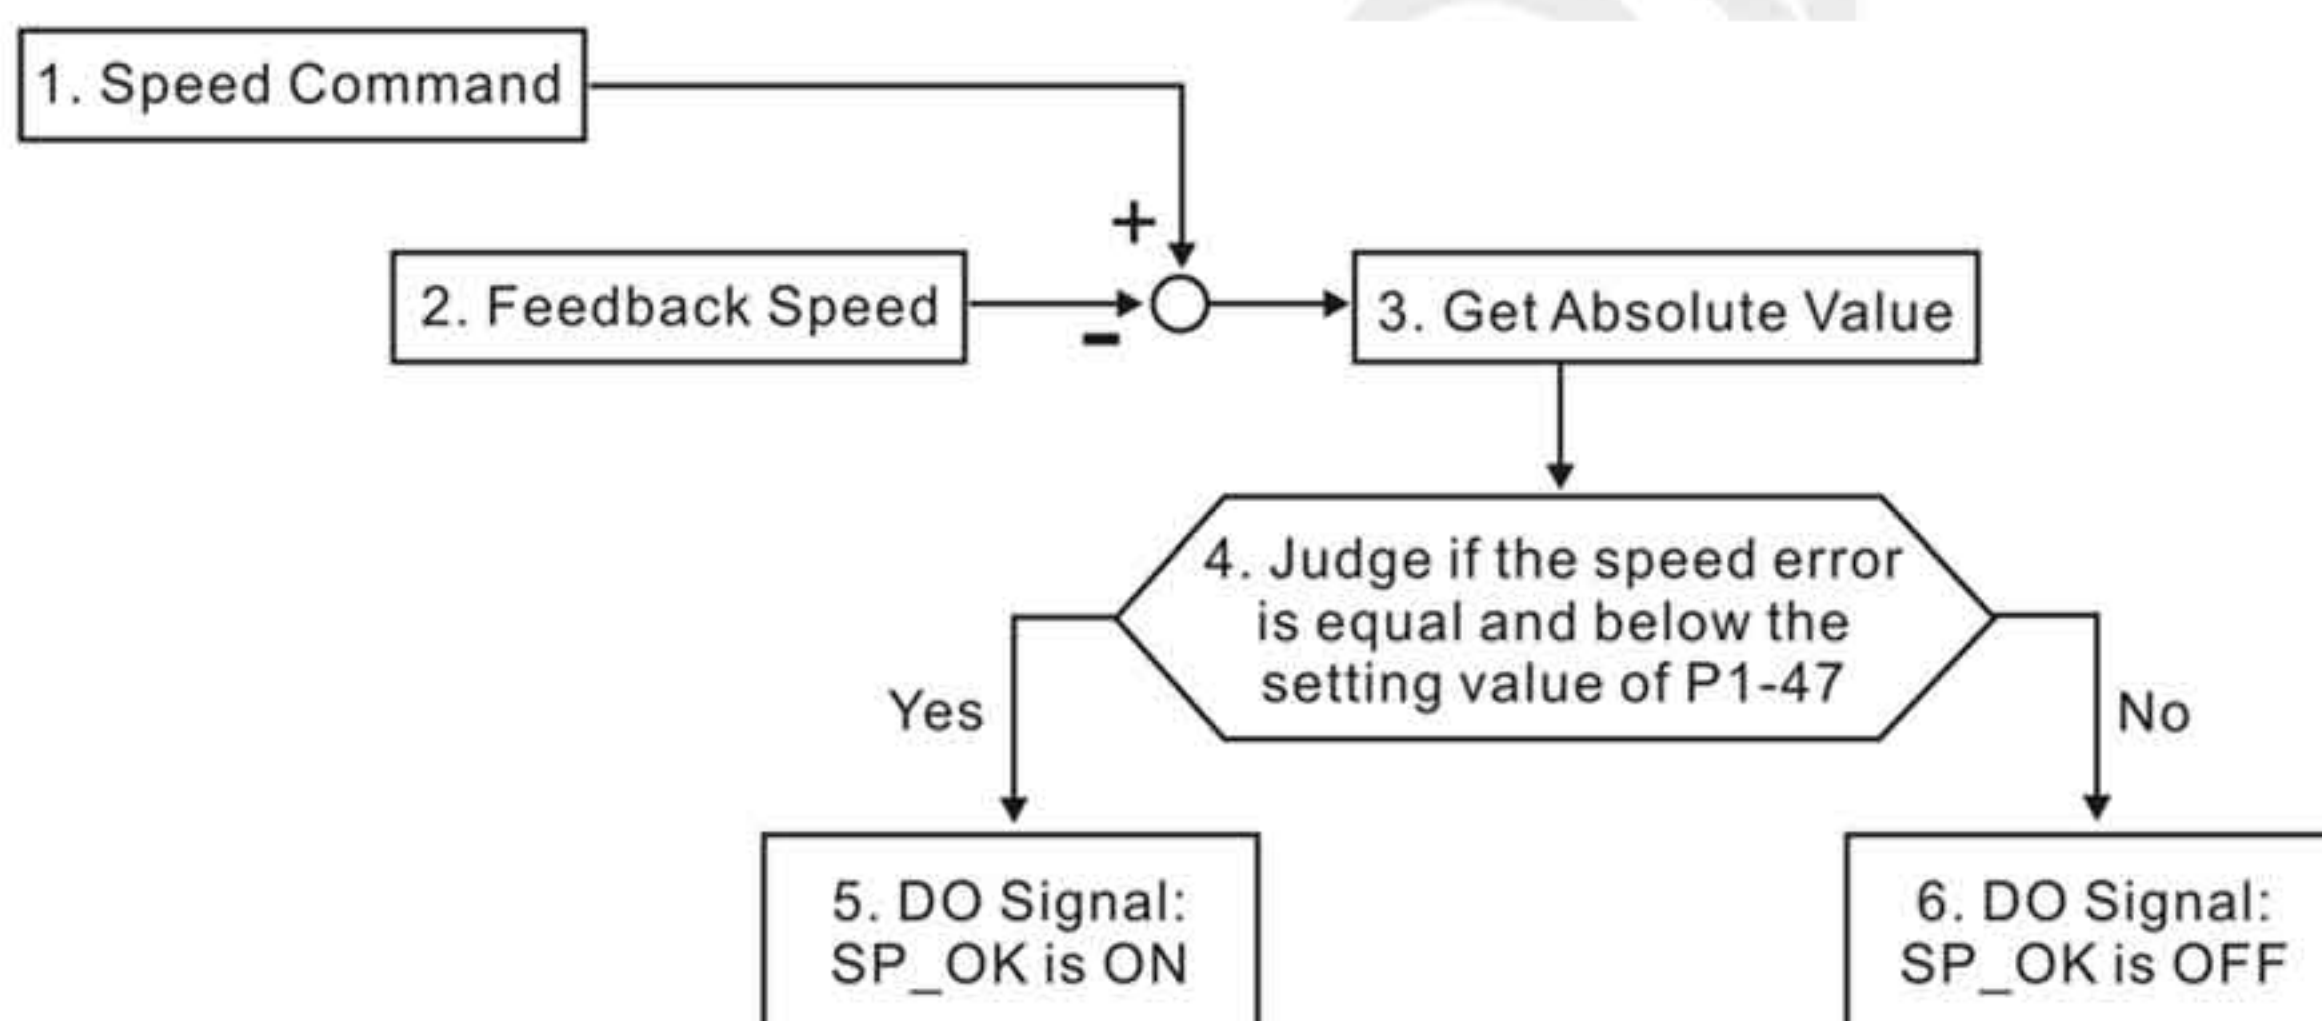 1. Speed Command
+
2. Feedback Speed
-
3. Get Absolute Value
4. Judge if the speed error
is equal and below the
setting value of P1-47
Yes
No
5. DO Signal:
SP_OK is ON
6. DO Signal:
SP_OK is OFF